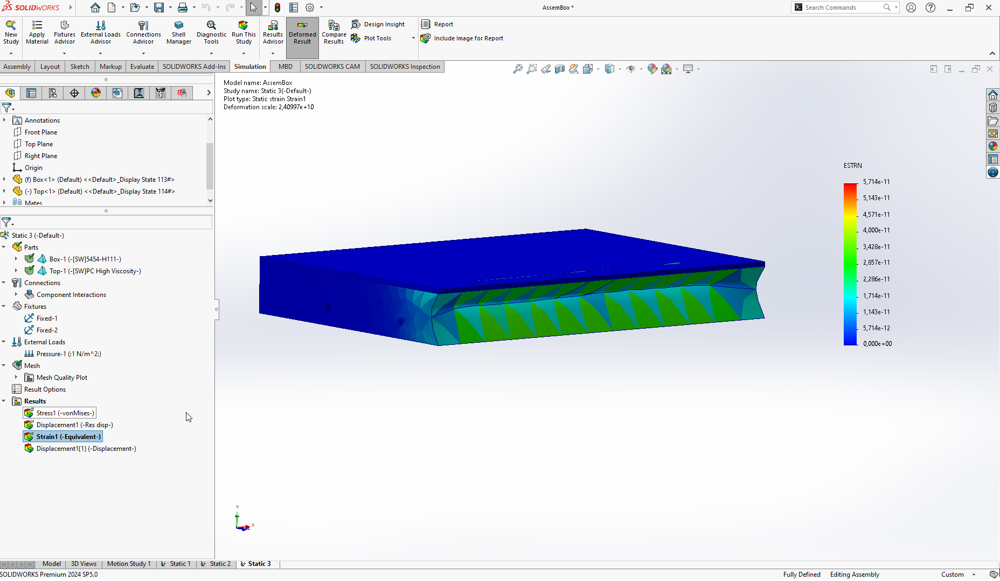 SOLIDWORKS
AssemBox *
Search Commands
New Study
Apply Material
Fixtures Advisor
External Loads Advisor
Connections Advisor
Shell Manager
Diagnostic Tools
Run This Study
Results Advisor
Deformed Result
Compare Results
Design Insight
Plot Tools
Report
Include Image for Report
Assembly
Layout
Sketch
Markup
Evaluate
SOLIDWORKS Add-Ins
Simulation
MBD
SOLIDWORKS CAM
SOLIDWORKS Inspection
Annotations
Front Plane
Top Plane
Right Plane
Origin
(f) Box<1> (Default) <<Default>_Display State 113#>
(-) Top<1> (Default) <<Default>_Display State 114#>
Mates
Static 3 (-Default-)
Parts
Box-1 (-[SW]5454-H111-)
Top-1 (-[SW]PC High Viscosity-)
Connections
Component Interactions
Fixtures
Fixed-1
Fixed-2
External Loads
Pressure-1 (:1 N/m^2:)
Mesh
Mesh Quality Plot
Result Options
Results
Stress1 (-vonMises-)
Displacement1 (-Res disp-)
Strain1 (-Equivalent-)
Displacement1{1} (-Displacement-)
Model name: AssemBox
Study name: Static 3(-Default-)
Plot type: Static strain Strain1
Deformation scale: 2,40997e+10
ESTRN
5,714e-11
5,143e-11
4,571e-11
4,000e-11
3,428e-11
2,857e-11
2,286e-11
1,714e-11
1,143e-11
5,714e-12
0,000e+00
Y
X
Z
Model
3D Views
Motion Study 1
Static 1
Static 2
Static 3
SOLIDWORKS Premium 2024 SP5.0
Fully Defined
Editing Assembly
Custom